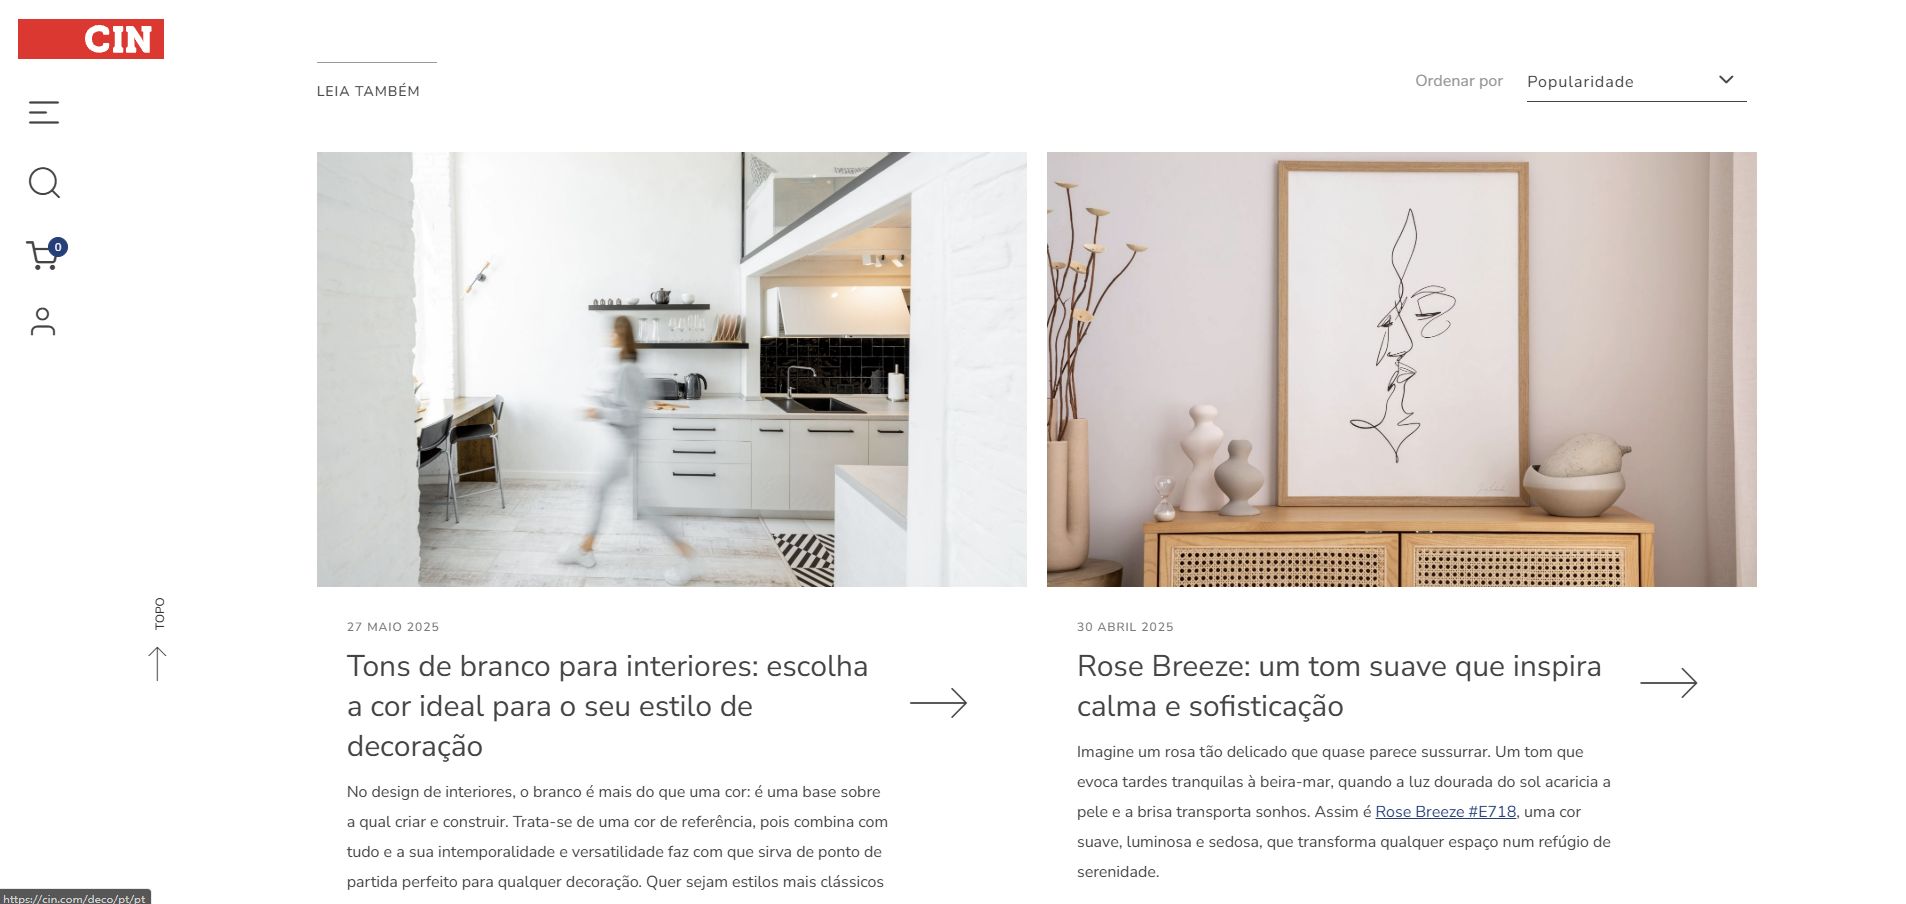 CIN
LEIA TAMBÉM
Ordenar por
Popularidade
0
TOPO
27 MAIO 2025
Tons de branco para interiores: escolha
a cor ideal para o seu estilo de
decoração
No design de interiores, o branco é mais do que uma cor: é uma base sobre
a qual criar e construir. Trata-se de uma cor de referência, pois combina com
tudo e a sua intemporalidade e versatilidade faz com que sirva de ponto de
partida perfeito para qualquer decoração. Quer sejam estilos mais clássicos
30 ABRIL 2025
Rose Breeze: um tom suave que inspira
calma e sofisticação
Imagine um rosa tão delicado que quase parece sussurrar. Um tom que
evoca tardes tranquilas à beira-mar, quando a luz dourada do sol acaricia a
pele e a brisa transporta sonhos. Assim é Rose Breeze #E718, uma cor
suave, luminosa e sedosa, que transforma qualquer espaço num refúgio de
serenidade.
https://cin.com/deco/pt/pt